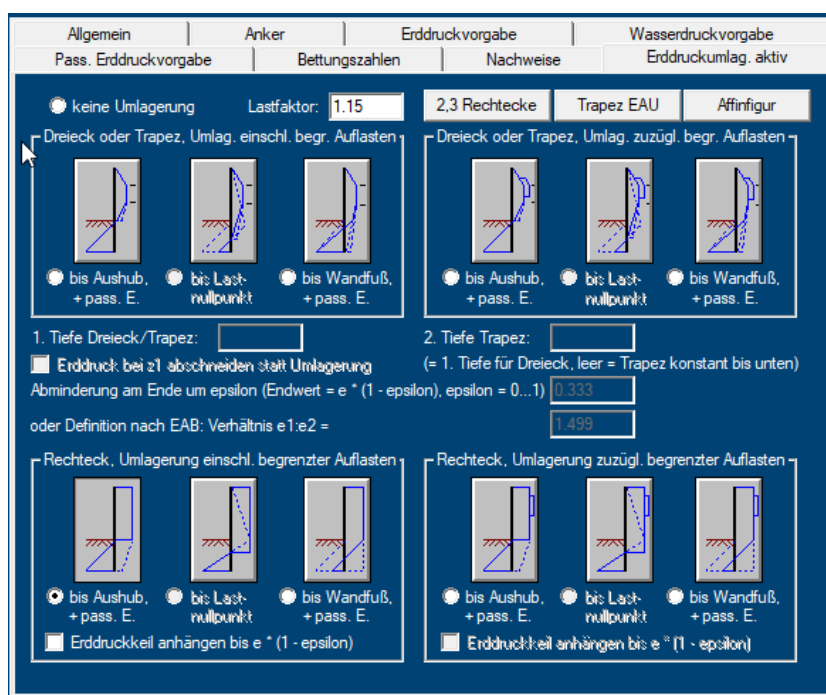 Allgemein Anker Erddruckvorgabe Wasserdruckvorgabe
Pass. Erddruckvorgabe Bettungszahlen Nachweise Erddruckumlag. aktiv
keine Umlagerung Lastfaktor: 1.15 2,3 Rechtecke Trapez EAU Affinfigur
Dreieck oder Trapez, Umlag. einschl. begr. Auflasten
bis Aushub, + pass. E.
bis Last-nullpunkt
bis Wandfuß, + pass. E.
Dreieck oder Trapez, Umlag. zuzügl. begr. Auflasten
bis Aushub, + pass. E.
bis Last-nullpunkt
bis Wandfuß, + pass. E.
1. Tiefe Dreieck/Trapez: 2. Tiefe Trapez:
Erddruck bei z1 abschneiden statt Umlagerung (= 1. Tiefe für Dreieck, leer = Trapez konstant bis unten)
Abminderung am Ende um epsilon (Endwert = e * (1 - epsilon), epsilon = 0...1) 0.333
oder Definition nach EAB: Verhältnis e1:e2 = 1.499
Rechteck, Umlagerung einschl. begrenzter Auflasten
bis Aushub, + pass. E.
bis Last-nullpunkt
bis Wandfuß, + pass. E.
Erddruckkeil anhängen bis e * (1 - epsilon)
Rechteck, Umlagerung zuzügl. begrenzter Auflasten
bis Aushub, + pass. E.
bis Last-nullpunkt
bis Wandfuß, + pass. E.
Erddruckkeil anhängen bis e * (1 - epsilon)